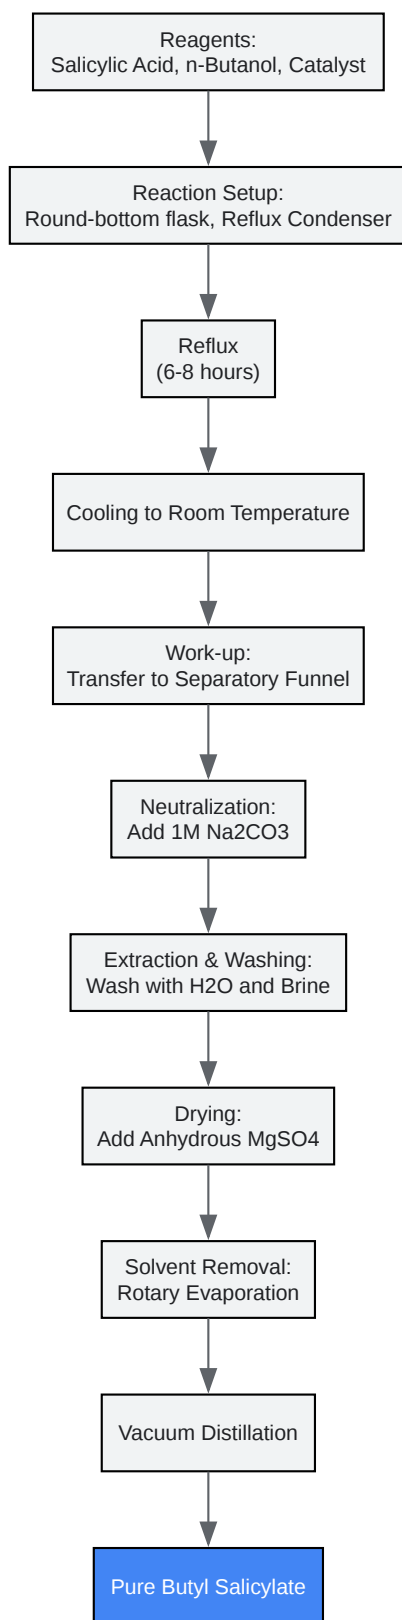 Reagents:
Salicylic Acid, n-Butanol, Catalyst
Reaction Setup:
Round-bottom flask, Reflux Condenser
Reflux
(6-8 hours)
Cooling to Room Temperature
Work-up:
Transfer to Separatory Funnel
Neutralization:
Add 1M Na2CO3
Extraction & Washing:
Wash with H2O and Brine
Drying:
Add Anhydrous MgSO4
Solvent Removal:
Rotary Evaporation
Vacuum Distillation
Pure Butyl Salicylate